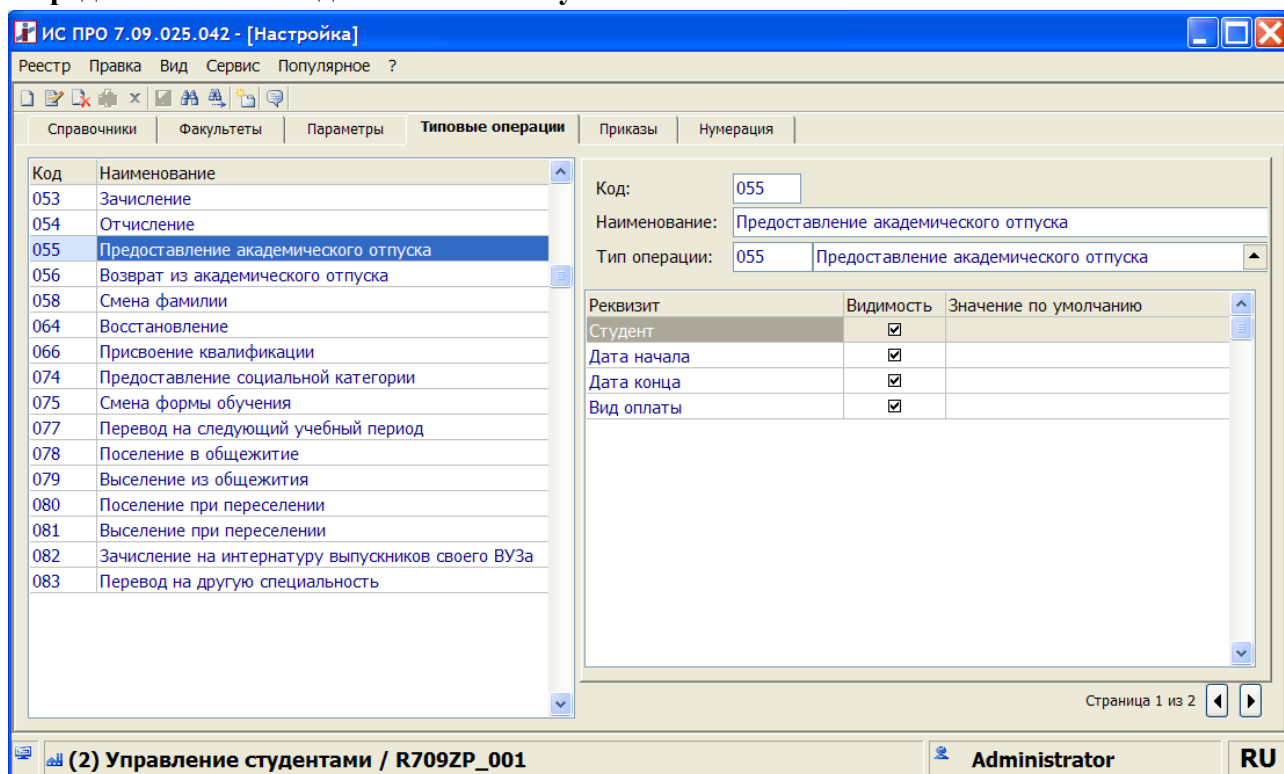 ИС ПРО 7.09.025.042 - [Настройка]
Реестр Правка Вид Сервис Популярное ?
Справочники Факультеты Параметры Типовые операции Приказы Нумерация
Код Наименование
053 Зачисление
054 Отчисление
055 Предоставление академического отпуска
056 Возврат из академического отпуска
058 Смена фамилии
064 Восстановление
066 Присвоение квалификации
074 Предоставление социальной категории
075 Смена формы обучения
077 Перевод на следующий учебный период
078 Поселение в общежитие
079 Выселение из общежития
080 Поселение при переселении
081 Выселение при переселении
082 Зачисление на интернатуру выпускников своего ВУЗа
083 Перевод на другую специальность
Код: 055
Наименование: Предоставление академического отпуска
Тип операции: 055 Предоставление академического отпуска
Реквизит Видимость Значение по умолчанию
Студент
Дата начала
Дата конца
Вид оплаты
Страница 1 из 2
(2) Управление студентами / R709ZP_001 Administrator RU